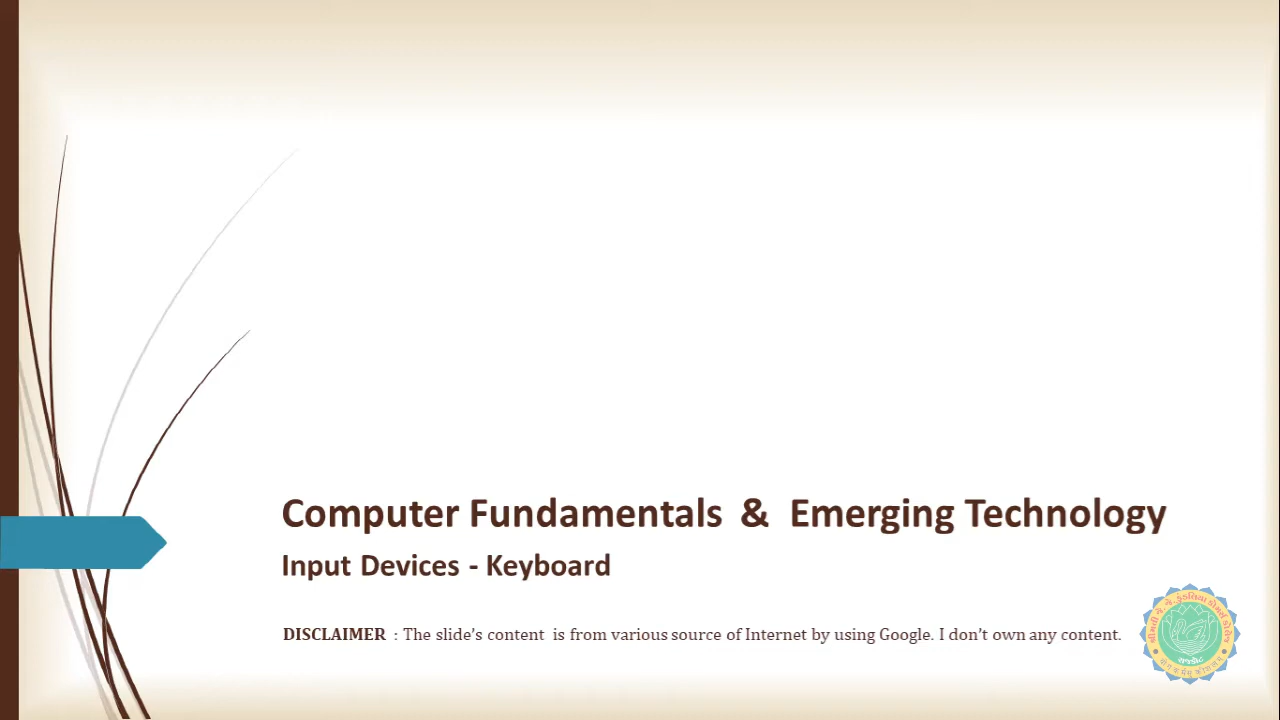 Computer Fundamentals & Emerging Technology
Input Devices - Keyboard
DISCLAIMER : The slide's content is from various source of Internet by using Google. I don't own any content.
રાજકોટ